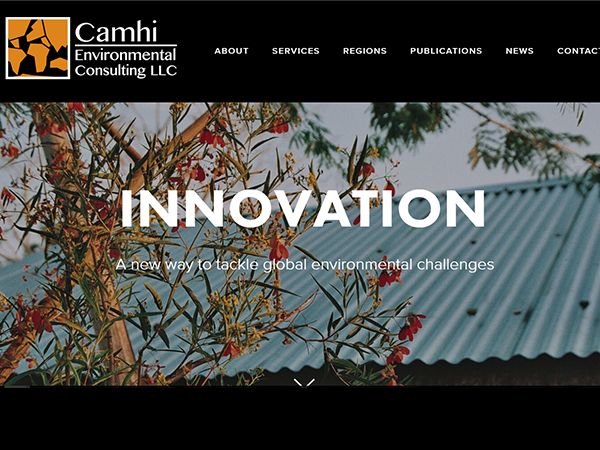 Camhi
Environmental
Consulting LLC
ABOUT SERVICES REGIONS PUBLICATIONS NEWS CONTACT
INNOVATION
A new way to tackle global environmental challenges